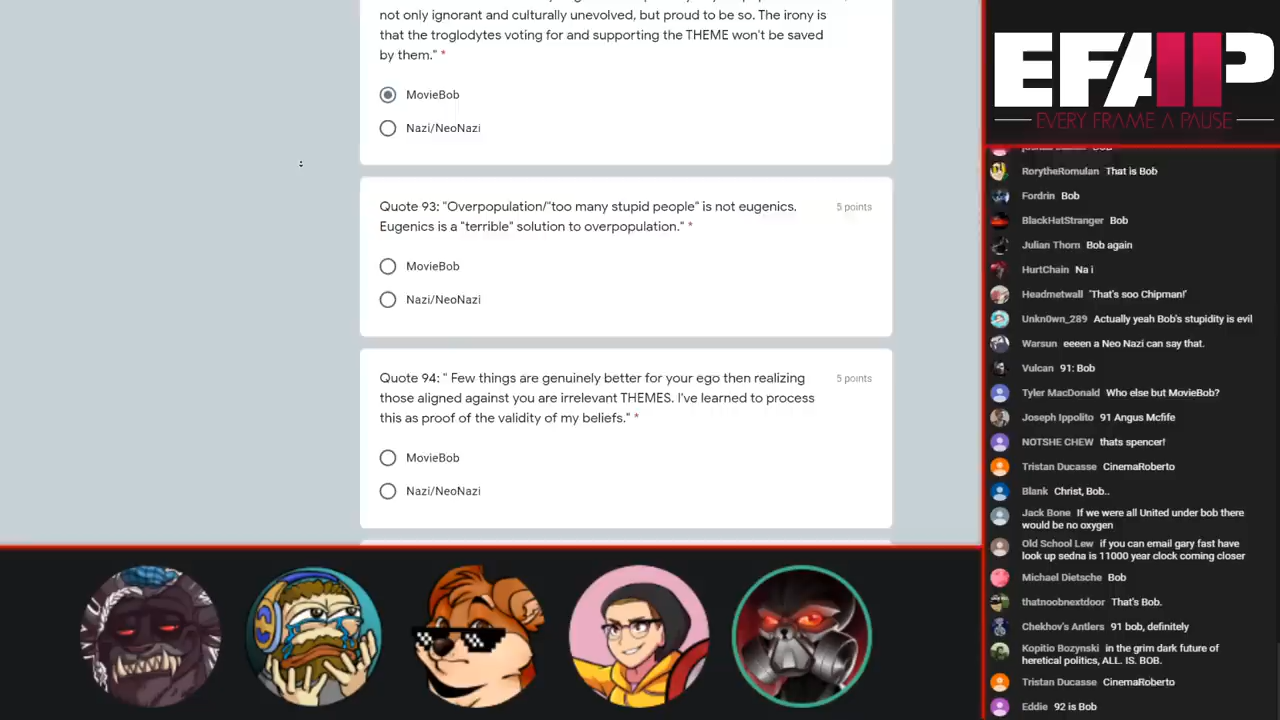 not only ignorant and culturally unevolved, but proud to be so. The irony is
that the troglodytes voting for and supporting the THEME won't be saved
by them." *
MovieBob
Nazi/NeoNazi
Quote 93: "Overpopulation/"too many stupid people" is not eugenics.
Eugenics is a "terrible" solution to overpopulation." *
5 points
MovieBob
Nazi/NeoNazi
Quote 94: " Few things are genuinely better for your ego then realizing
those aligned against you are irrelevant THEMES. I've learned to process
this as proof of the validity of my beliefs." *
5 points
MovieBob
Nazi/NeoNazi
EFAP
EVERY FRAME A PAUSE
RorytheRomulan That is Bob
Fordrin Bob
BlackHatStranger Bob
Julian Thorn Bob again
HurtChain Na i
Headmetwall "That's soo Chipman!"
Unkn0wn_289 Actually yeah Bob's stupidity is evil
Warsun eeeen a Neo Nazi can say that.
Vulcan 91: Bob
Tyler MacDonald Who else but MovieBob?
Joseph Ippolito 91 Angus Mcfife
NOTSHE CHEW thats spencer!
Tristan Ducasse CinemaRoberto
Blank Christ, Bob..
Jack Bone If we were all United under bob there
would be no oxygen
Old School Lew if you can email gary fast have
look up sedna is 11000 year clock coming closer
Michael Dietsche Bob
thatnoobnextdoor That's Bob.
Chekhov's Antlers 91 bob, definitely
Kopitio Bozynski in the grim dark future of
heretical politics, ALL. IS. BOB.
Tristan Ducasse CinemaRoberto
Eddie 92 is Bob